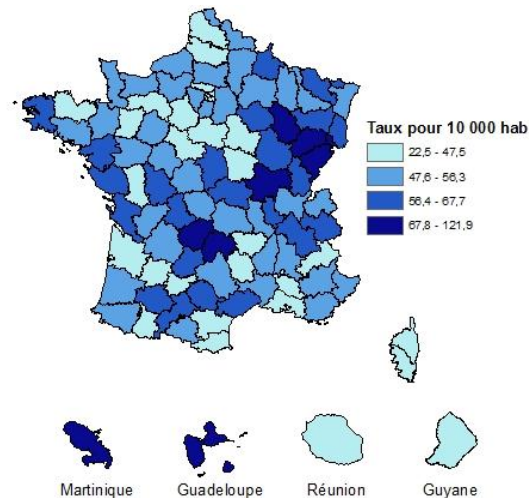 Taux pour 10 000 hab
22,5 - 47,5
47,6 - 56,3
56,4 - 67,7
67,8 - 121,9
Martinique Guadeloupe Réunion Guyane